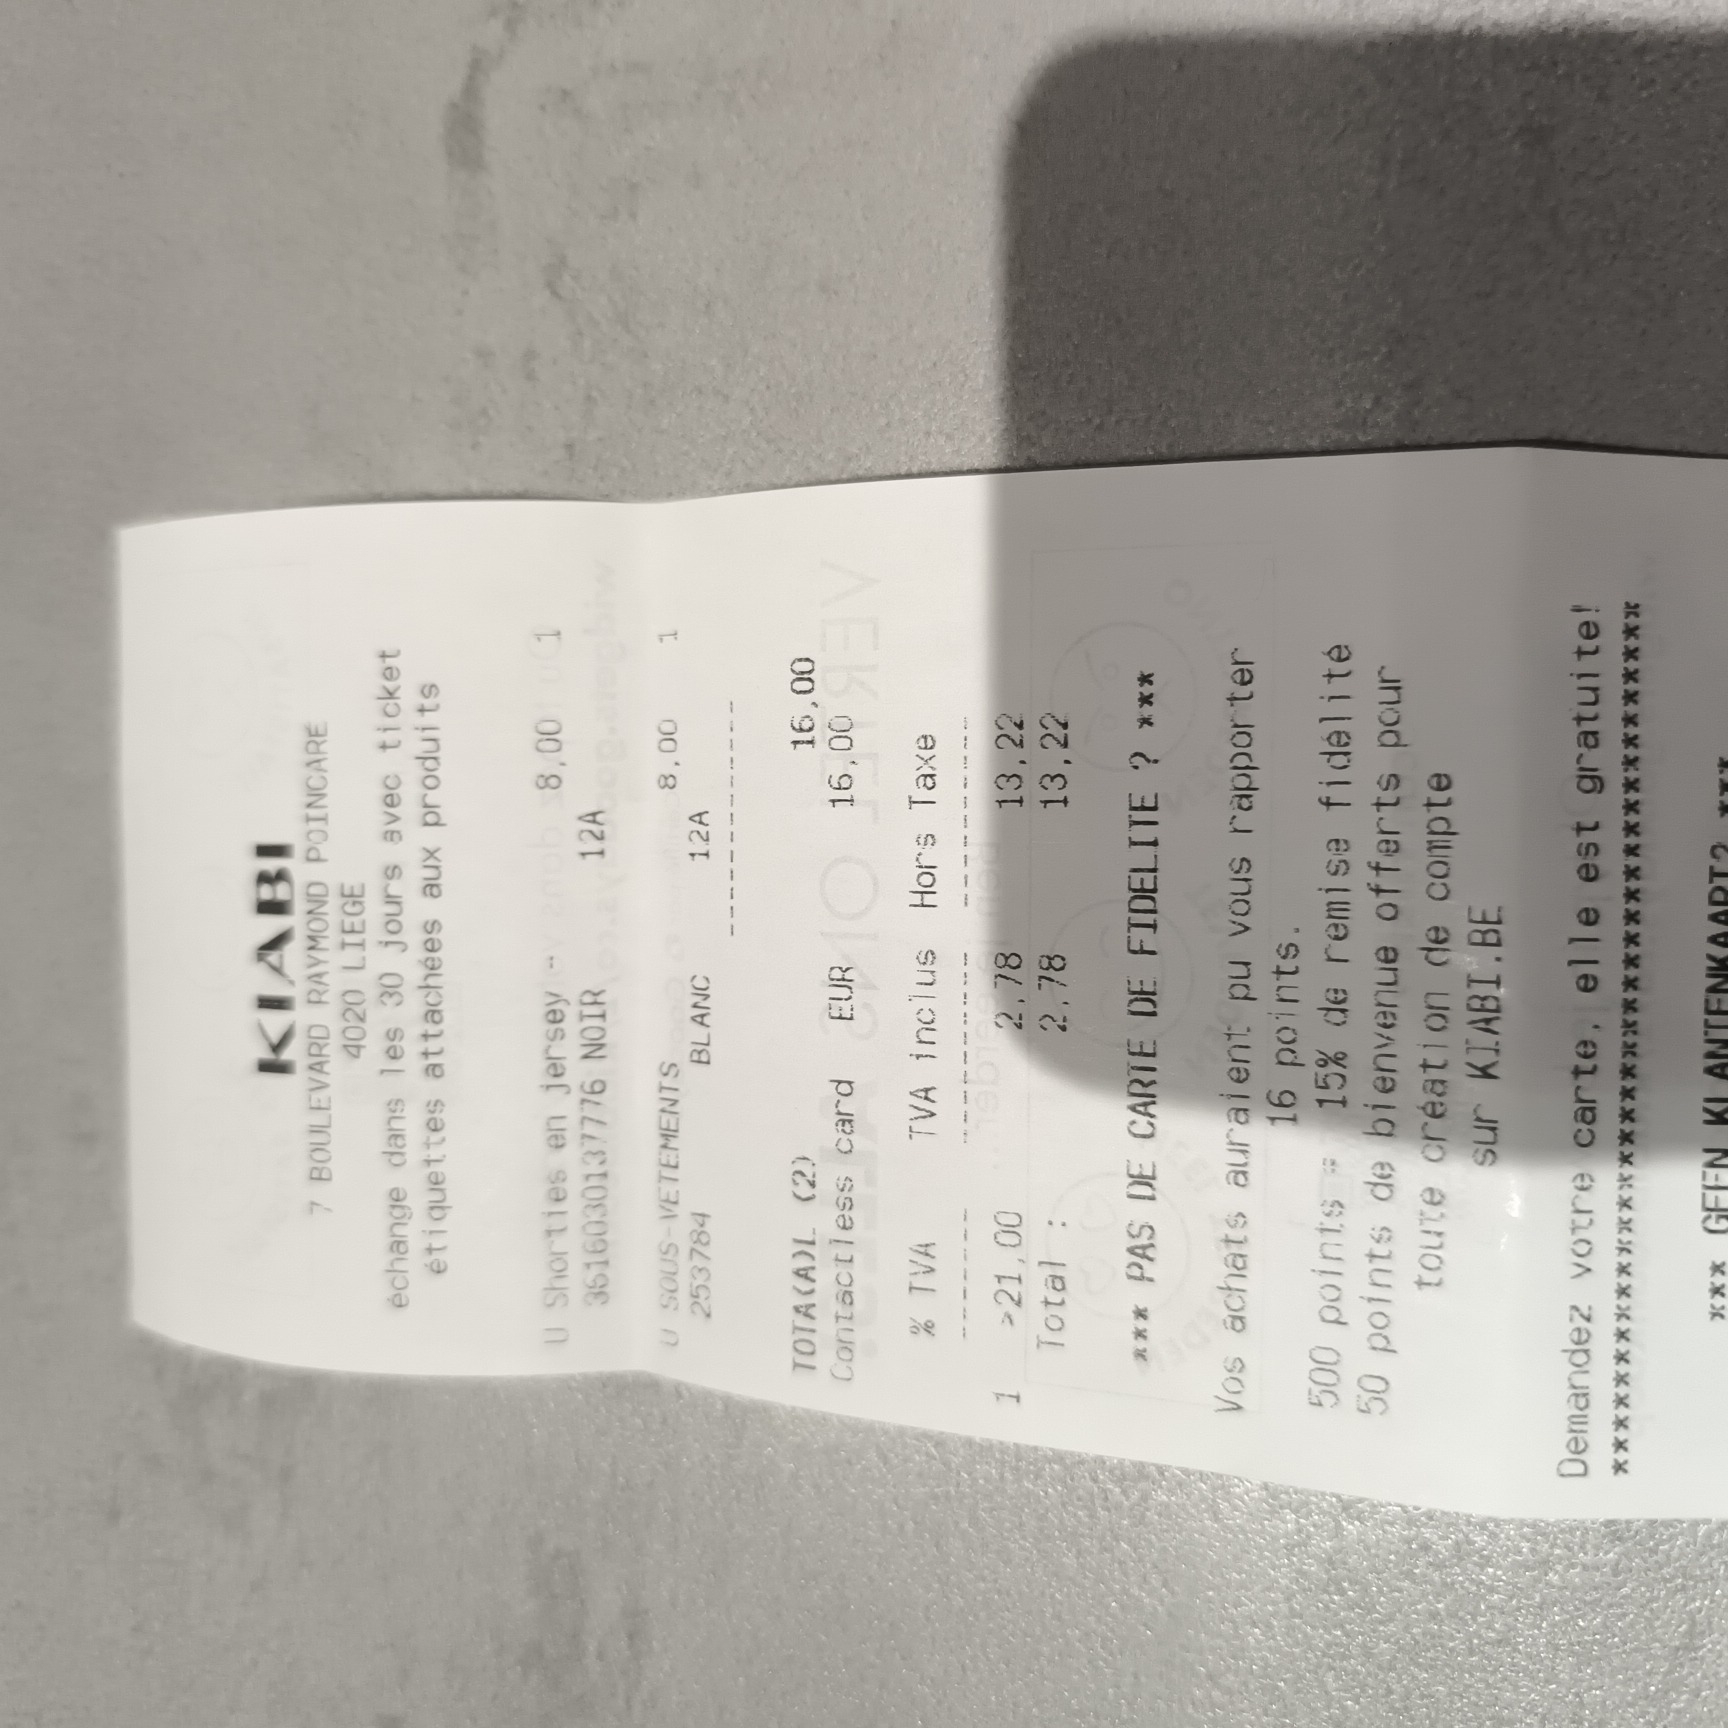 KIABI
7 BOULEVARD RAYMOND POINCARE
4020 LIEGE
échange dans les 30 jours avec ticket
étiquettes attachées aux produits
U Shorties en jersey - 8,00 1
3616030137776 NOIR 12A
U SOUS-VETEMENTS 8,00 1
2537784 BLANC 12A
------------
TOTA(A)L (2) 16,00
Contactless card EUR 16,00
% TVA TVA inclus Hors Taxe
------- ------------ ------------
1 >21,00 2,78 13,22
Total : 2,78 13,22
*** PAS DE CARTE DE FIDELITE ? ***
Vos achats auraient pu vous rapporter
16 points.
500 points = 15% de remise fidélité
50 points de bienvenue offerts pour
toute création de compte
sur KIABI.BE
Demandez votre carte, elle est gratuite!
****************************************
*** GEEN KLANTENKAART? ***